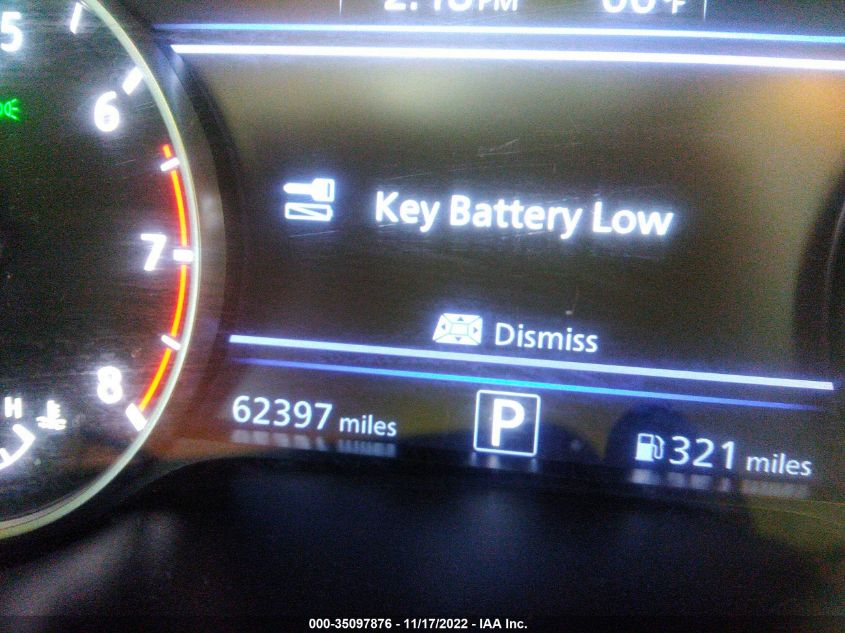 5
6
7
8
H
Key Battery Low
Dismiss
62397 miles
P
321 miles
000-35097876 - 11/17/2022 - IAA Inc.